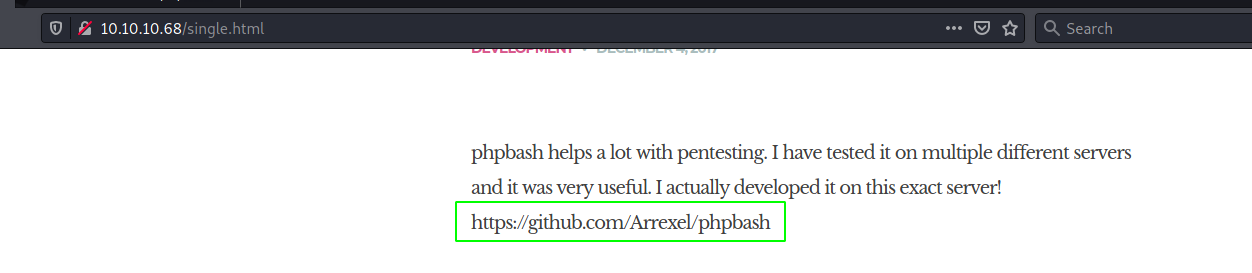 10.10.10.68/single.html
Search
DEVELOPMENT • DECEMBER 4, 2017
phpbash helps a lot with pentesting. I have tested it on multiple different servers
and it was very useful. I actually developed it on this exact server!
https://github.com/Arrexel/phpbash